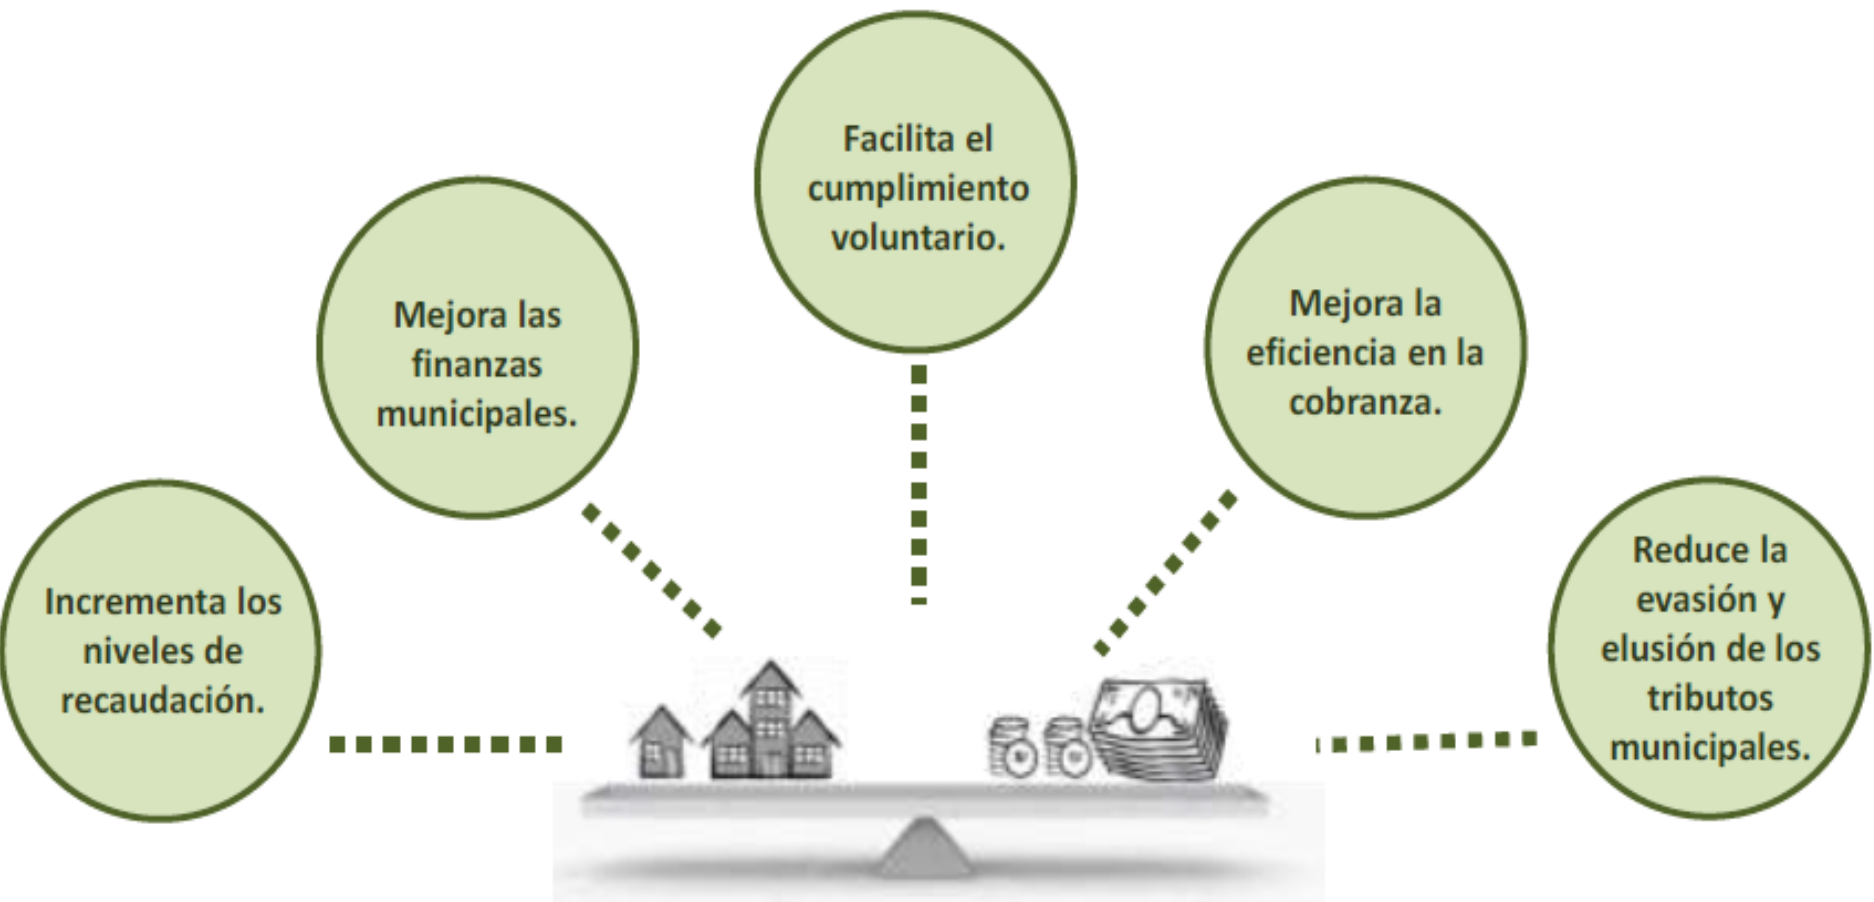 Incrementa los
niveles de
recaudación.
Mejora las
finanzas
municipales.
Facilita el
cumplimiento
voluntario.
Mejora la
eficiencia en la
cobranza.
Reduce la
evasión y
elusión de los
tributos
municipales.